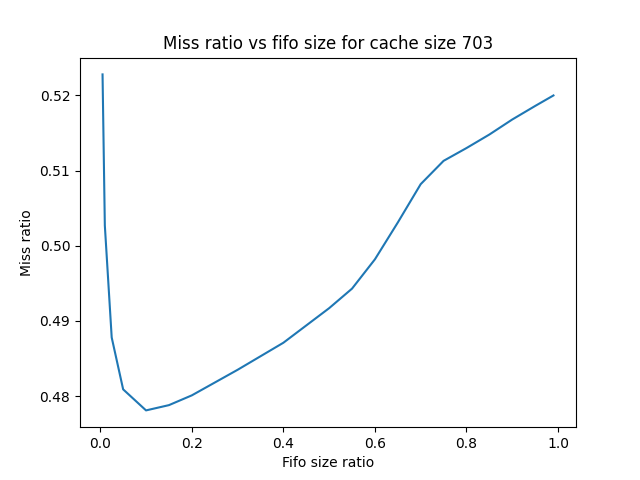 Miss ratio vs fifo size for cache size 703
0.52
0.51
0.50
0.49
0.48
Miss ratio
0.0 0.2 0.4 0.6 0.8 1.0
Fifo size ratio